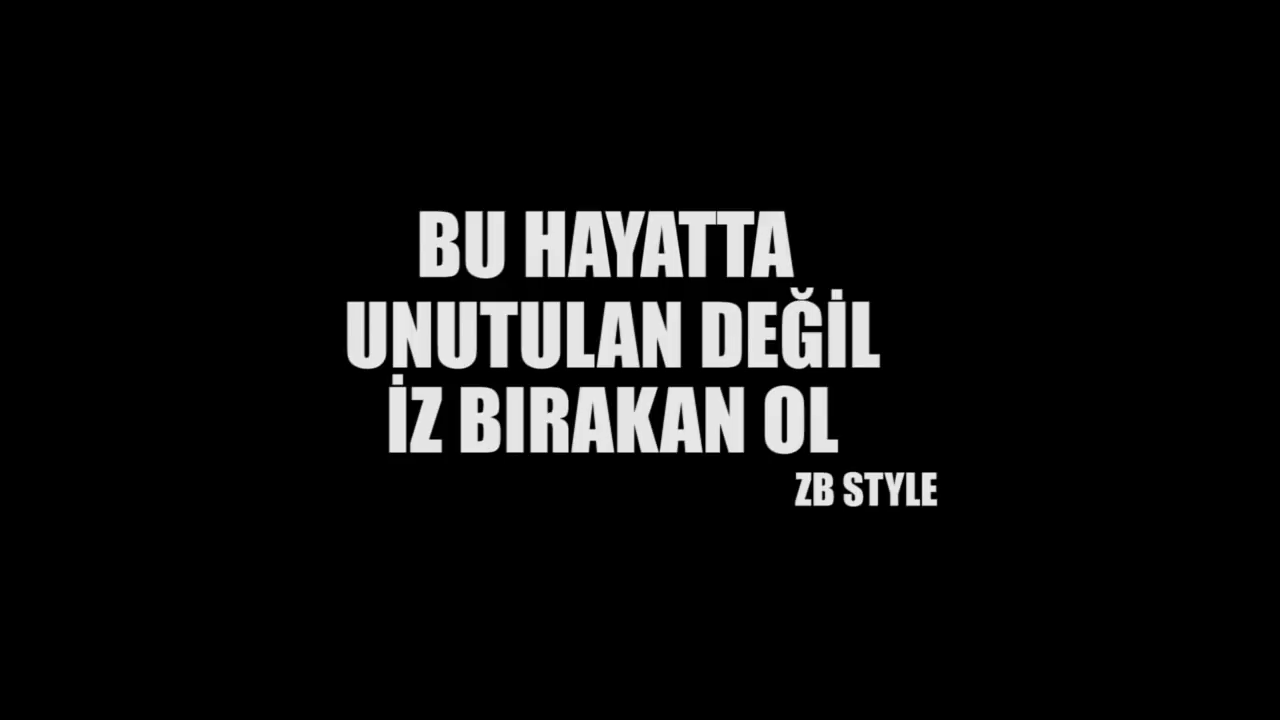 BU HAYATTA
UNUTULAN DEĞİL
İZ BIRAKAN OL
ZB STYLE